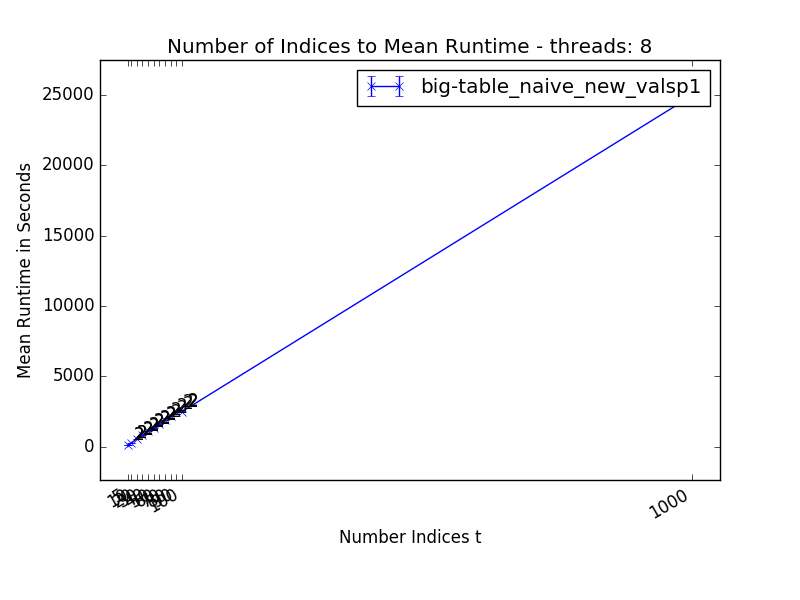 Number of Indices to Mean Runtime - threads: 8
big-table_naive_new_valsp1
25000
20000
15000
10000
5000
0
Mean Runtime in Seconds
100
1000
Number Indices t